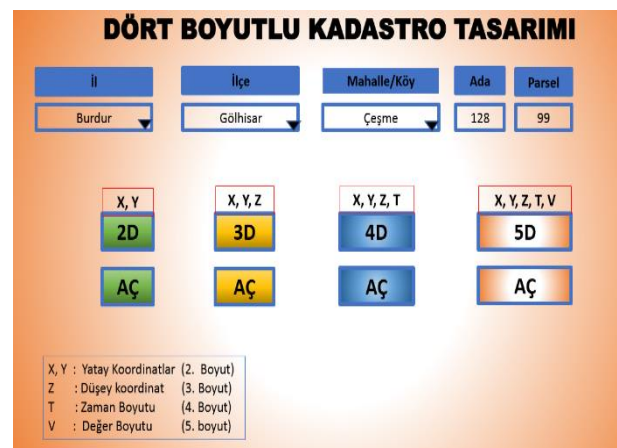 DÖRT BOYUTLU KADASTRO TASARIMI
İl İlçe Mahalle/Köy Ada Parsel
Burdur Gölhisar Çeşme 128 99
X, Y X, Y, Z X, Y, Z, T X, Y, Z, T, V
2D 3D 4D 5D
AÇ AÇ AÇ AÇ
X, Y : Yatay Koordinatlar (2. Boyut)
Z : Düşey koordinat (3. Boyut)
T : Zaman Boyutu (4. Boyut)
V : Değer Boyutu (5. boyut)